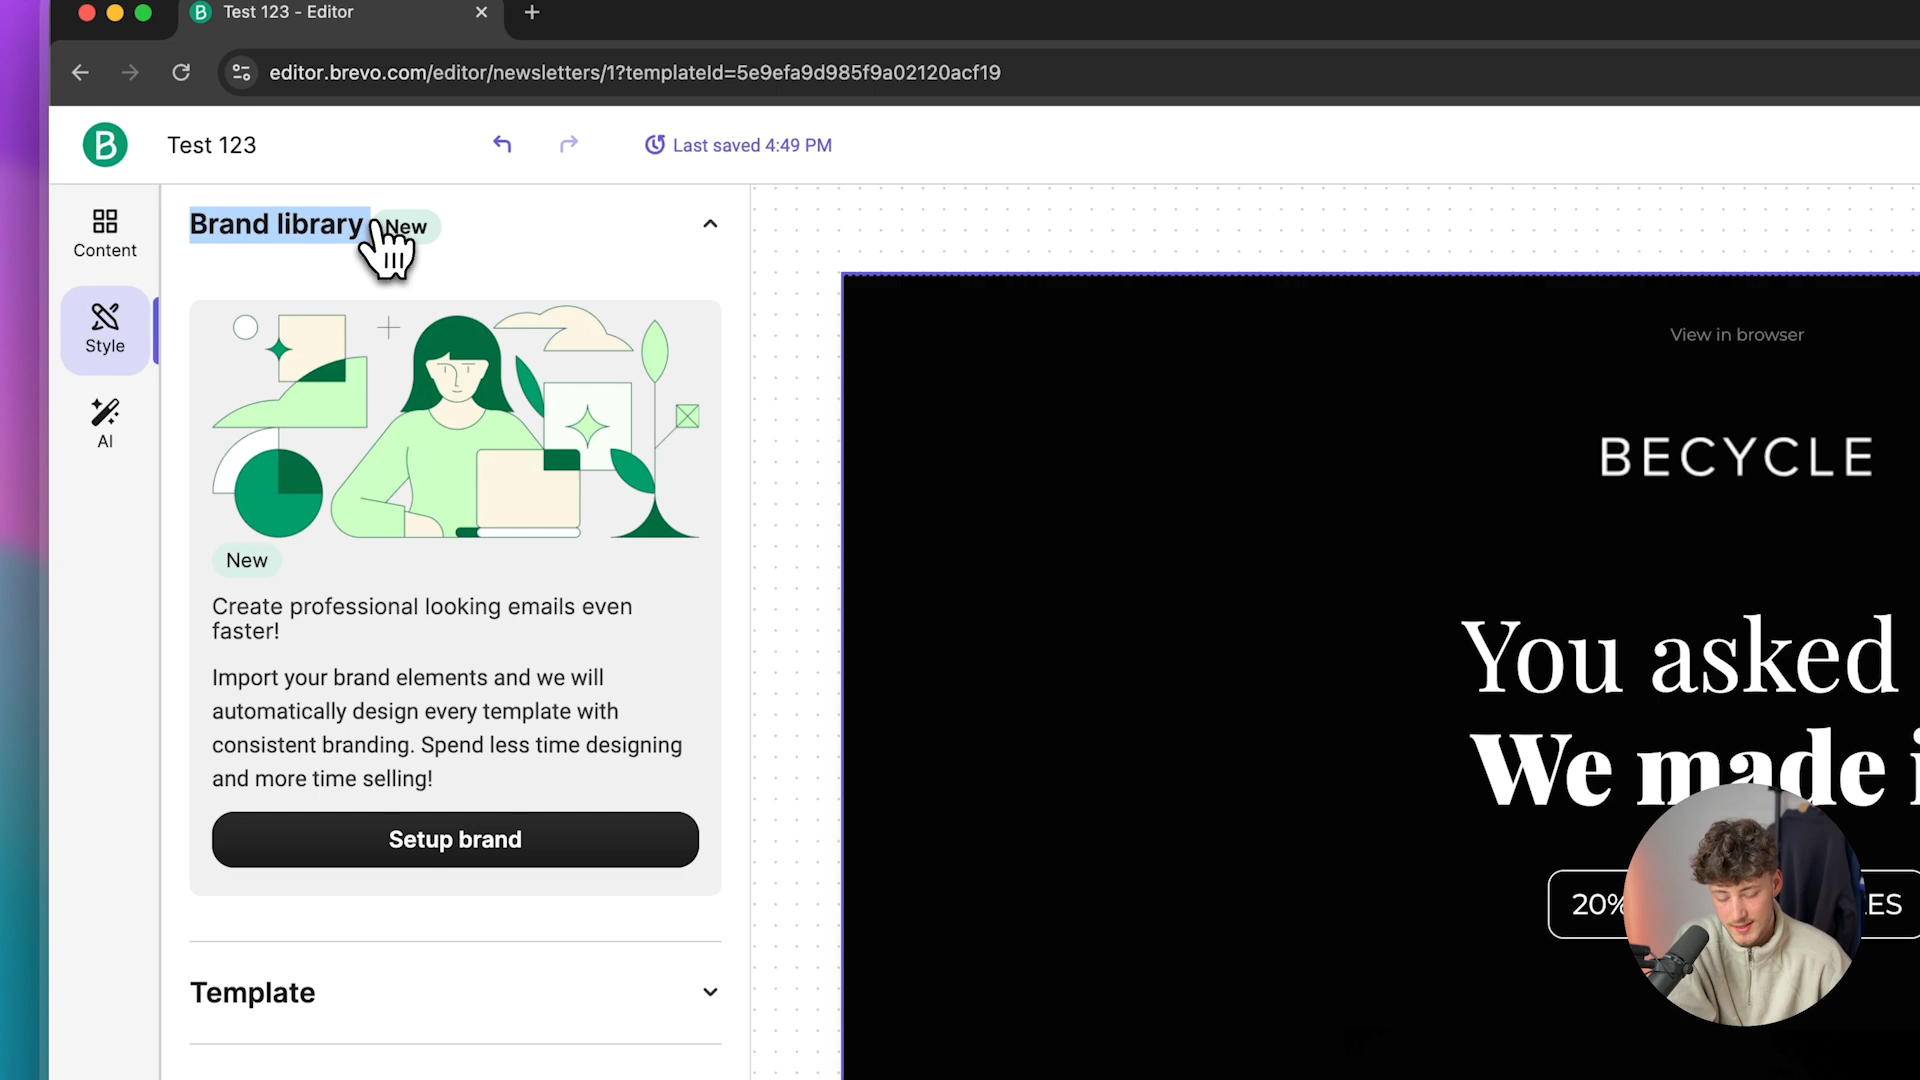 Test 123 - Editor
editor.brevo.com/editor/newsletters/1?templateId=5e9efa9d985f9a02120acf19
B
Test 123
Last saved 4:49 PM
Content
Style
AI
Brand library New
New
Create professional looking emails even
faster!
Import your brand elements and we will
automatically design every template with
consistent branding. Spend less time designing
and more time selling!
Setup brand
Template
View in browser
BECYCLE
You asked
We made i
20%
ES